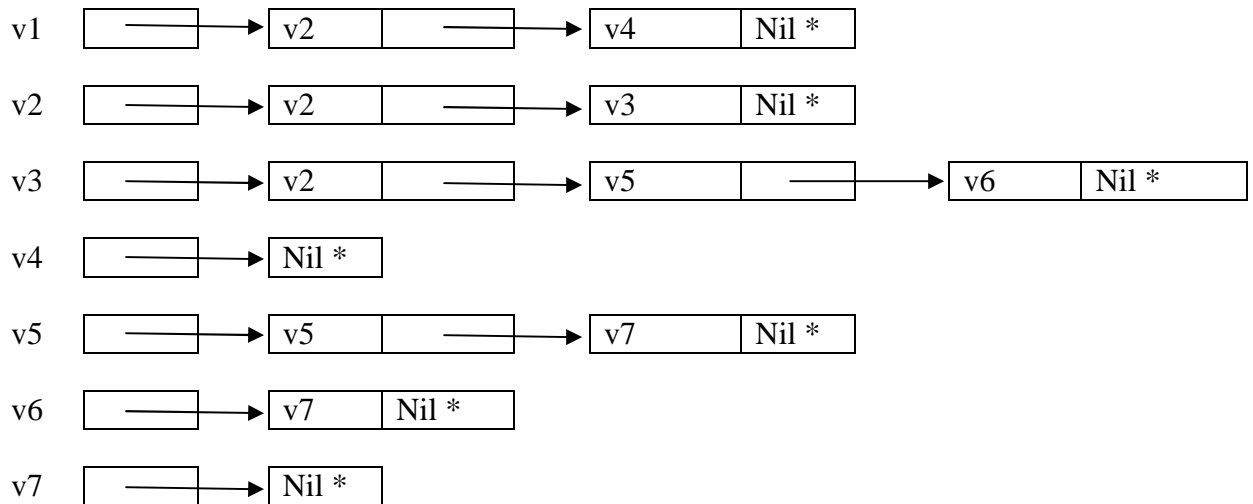 v1 v2 v4 Nil *
v2 v2 v3 Nil *
v3 v2 v5 v6 Nil *
v4 Nil *
v5 v5 v7 Nil *
v6 v7 Nil *
v7 Nil *